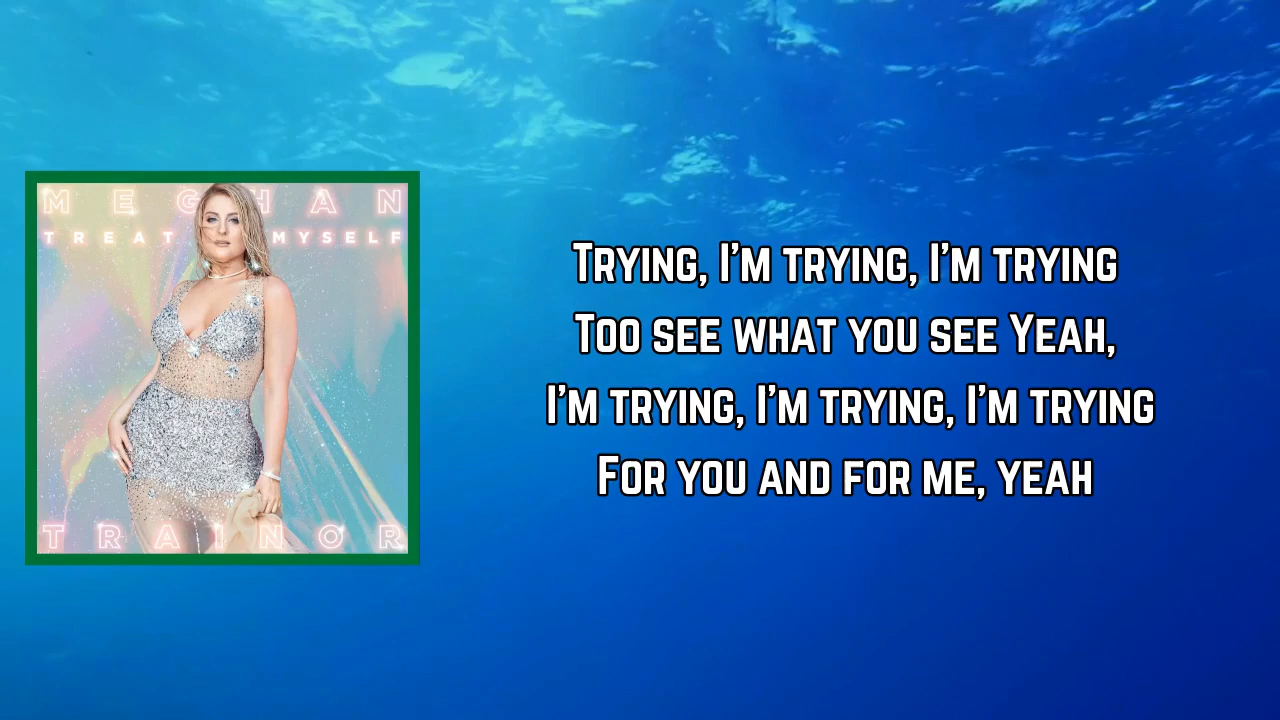 MEGHAN
TREAT MYSELF
TRAINOR
Trying, I'm trying, I'm trying
Too see what you see Yeah,
I'm trying, I'm trying, I'm trying
For you and for me, yeah